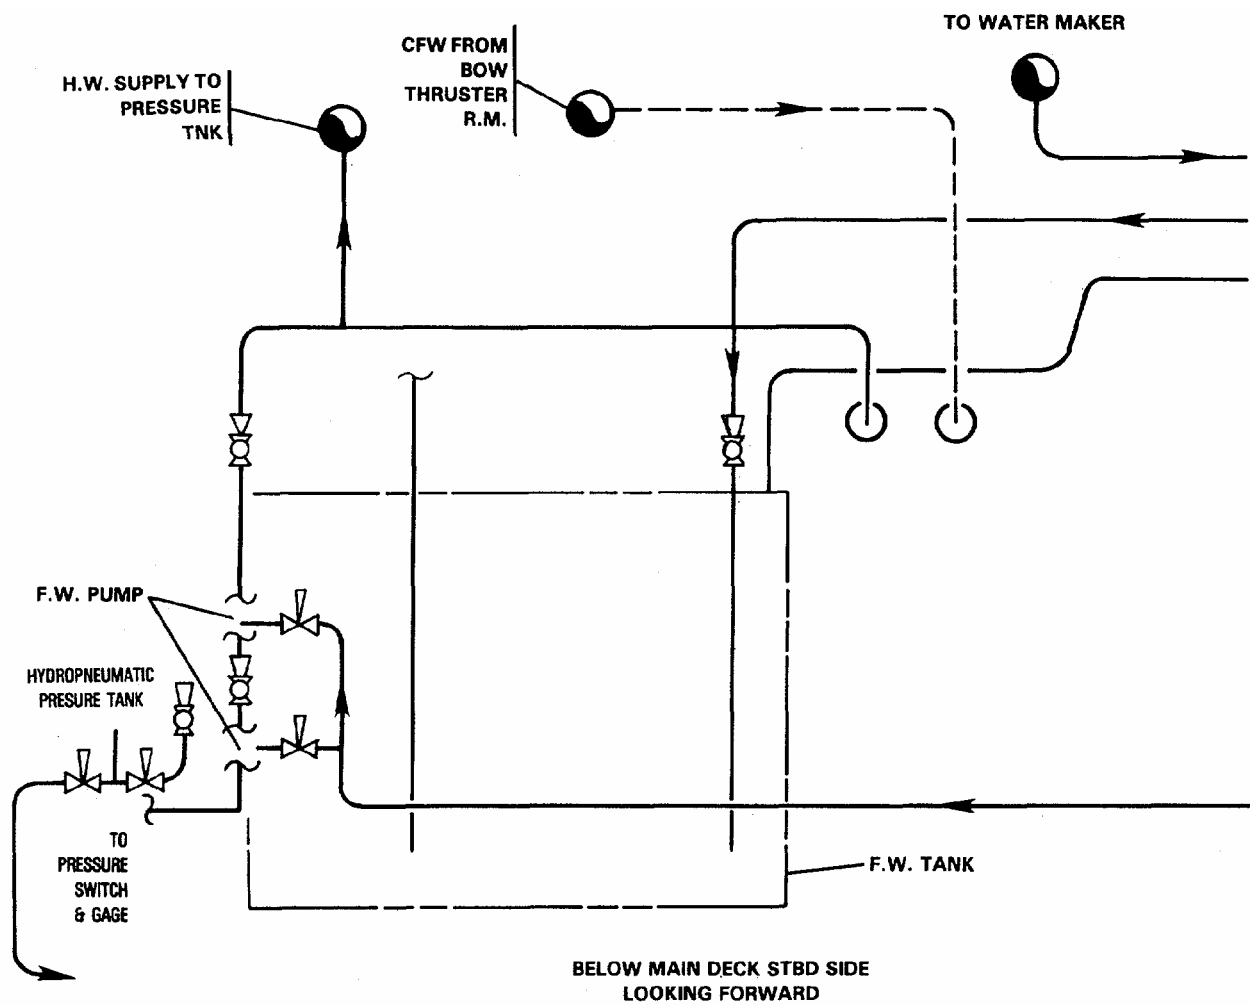 TO WATER MAKER
CFW FROM
BOW
THRUSTER
R.M.
H.W. SUPPLY TO
PRESSURE
TNK
F.W. PUMP
HYDROPNEUMATIC
PRESURE TANK
TO
PRESSURE
SWITCH
& GAGE
F.W. TANK
BELOW MAIN DECK STBD SIDE
LOOKING FORWARD